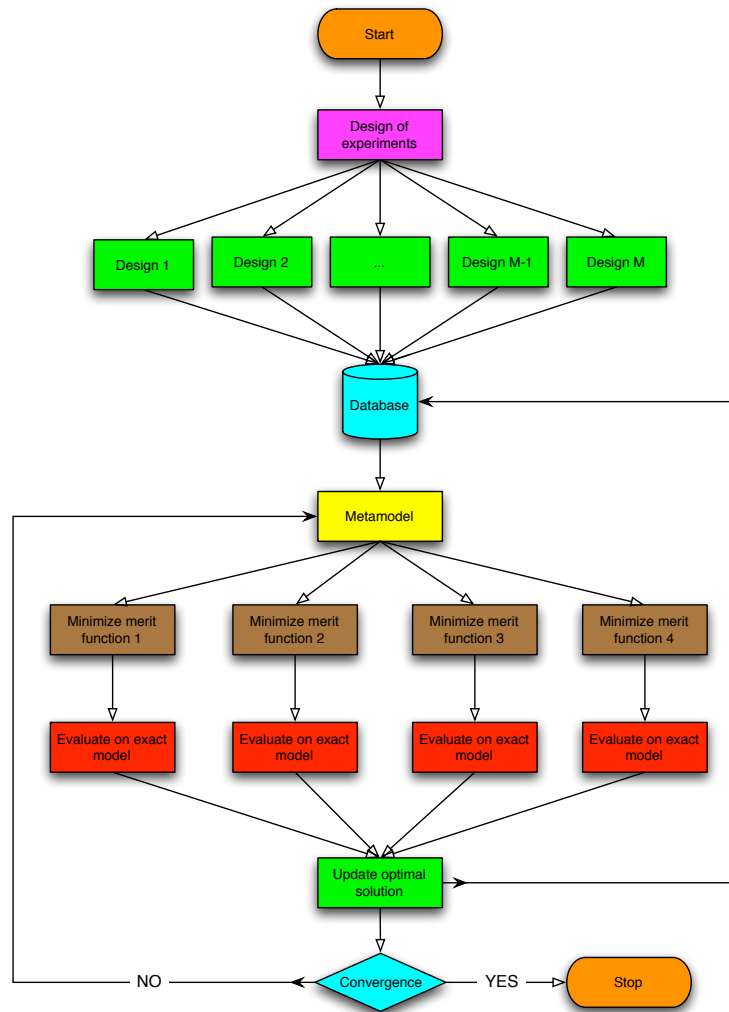 Start
Design of
experiments
Design 1
Design 2
...
Design M-1
Design M
Database
Metamodel
Minimize merit
function 1
Minimize merit
function 2
Minimize merit
function 3
Minimize merit
function 4
Evaluate on exact
model
Evaluate on exact
model
Evaluate on exact
model
Evaluate on exact
model
Update optimal
solution
NO
Convergence
YES
Stop